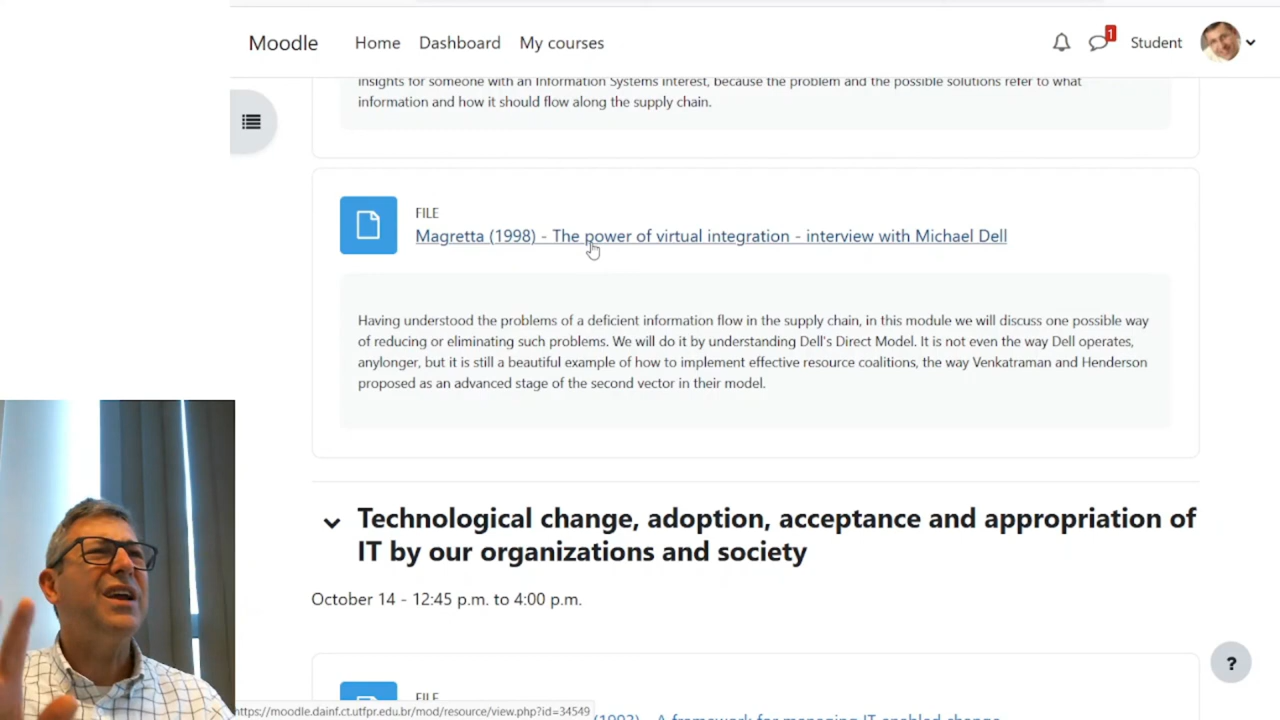 Moodle Home Dashboard My courses 1 Student
insights for someone with an Information Systems interest, because the problem and the possible solutions refer to what
information and how it should flow along the supply chain.
FILE
Magretta (1998) - The power of virtual integration - interview with Michael Dell
Having understood the problems of a deficient information flow in the supply chain, in this module we will discuss one possible way
of reducing or eliminating such problems. We will do it by understanding Dell's Direct Model. It is not even the way Dell operates,
anylonger, but it is still a beautiful example of how to implement effective resource coalitions, the way Venkatraman and Henderson
proposed as an advanced stage of the second vector in their model.
Technological change, adoption, acceptance and appropriation of
IT by our organizations and society
October 14 - 12:45 p.m. to 4:00 p.m.
?
FILE
https://moodle.dainf.ct.utfpr.edu.br/mod/resource/view.php?id=34549
(1993) - A framework for managing IT-enabled change